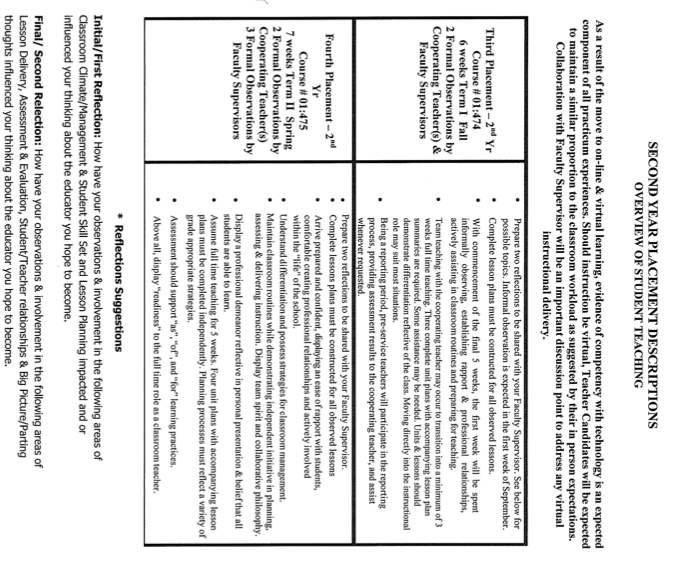 SECOND YEAR PLACEMENT DESCRIPTIONS
OVERVIEW OF STUDENT TEACHING
As a result of the move to on-line & virtual learning, evidence of competency with technology is an expected
component of all practicum experiences. Should instruction be virtual, Teacher Candidates will be expected
to maintain a similar proportion to the classroom workload as suggested by their in person expectations.
Collaboration with Faculty Supervisor will be an important discussion point to address any virtual
instructional delivery.
Third Placement – 2nd Yr
Course # 01:474
6 weeks Term I Fall
2 Formal Observations by
Cooperating Teacher(s) &
Faculty Supervisors
• Prepare two reflections to be shared with your Faculty Supervisor. See below for
possible topics. Informal observation is expected in the first week of September.
• Complete lesson plans must be contructed for all observed lessons.
• With commencement of the final 5 weeks, the first week will be spent
informally observing, establishing rapport & professional relationships,
actively assisting in classroom routines and preparing for teaching.
• Team teaching with the cooperating teacher may occur to transition into a minimum of 3
weeks full time teaching. Three complete unit plans with accompanying lesson plan
summaries are required. Some assistance may be needed. Units & lessons should
demonstrate differentiation reflective of the class. Moving directly into the instructional
role may suit most situations.
• Being a reporting period, pre-service teachers will participate in the reporting
process, providing assessment results to the cooperating teacher, and assist
whenever requested.
Fourth Placement – 2nd
Yr
Course # 01:475
7 weeks Term II Spring
2 Formal Observations by
Cooperating Teacher(s)
3 Formal Observations by
Faculty Supervisors
• Prepare two reflections to be shared with your Faculty Supervisor.
• Complete lessons plans must be constructed for all observed lessons
• Arrive prepared and confident, displaying an ease of rapport with students,
comfortable creating professional relationships and actively involved
within the "life" of the school.
• Understand differentiation and possess strategies for classroom management.
• Maintain classroom routines while demonstrating independent initiative in planning,
assessing & delivering instruction. Display team spirit and collaborative philosophy.
• Display a professional demeanor reflective in personal presentation & belief that all
students are able to learn.
• Assume full time teaching for 5 weeks. Four unit plans with accompanying lesson
plans must be completed independently. Planning processes must reflect a variety of
grade appropriate strategies.
• Assessment should support "as", "of", and "for" learning practices.
• Above all, display "readiness" to the full time role as a classroom teacher.
* Reflections Suggestions
Initial/First Reflection: How have your observations & involvement in the following areas of
Classroom Climate/Management & Student Skill Set and Lesson Planning impacted and or
influenced your thinking about the educator you hope to become.
Final/ Second Relection: How have your observations & involvement in the following areas of
Lesson Delivery, Assessment & Evaluation, Student/Teacher relationships & Big Picture/Parting
thoughts influenced your thinking about the educator you hope to become.